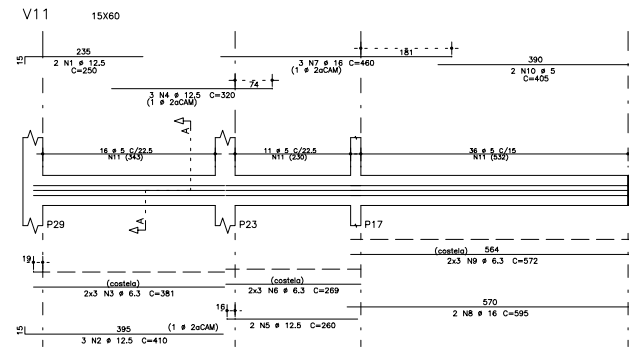 V11 15X60
235
15
2 N1 ø 12.5
C=250
3 N7 ø 16 C=460
(1 ø 2aCAM)
181
390
2 N10 ø 5
C=405
3 N4 ø 12.5 C=320
(1 ø 2aCAM)
74
A
16 ø 5 C/22.5
N11 (343)
11 ø 5 C/22.5
N11 (230)
36 ø 5 C/15
N11 (532)
P29
A
P23
P17
19
(costela)
2x3 N3 ø 6.3 C=381
(costela)
2x3 N6 ø 6.3 C=269
(costela) 564
2x3 N9 ø 6.3 C=572
16
2 N5 ø 12.5 C=260
570
2 N8 ø 16 C=595
15
395 (1 ø 2aCAM)
3 N2 ø 12.5 C=410